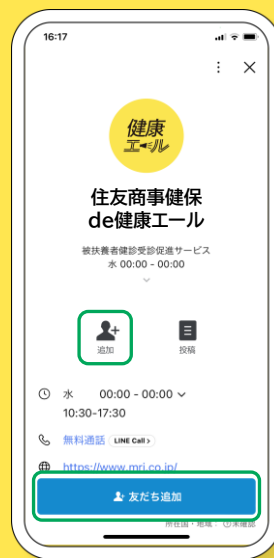 16:17
健康
エール
住友商事健保
de健康エール
被扶養者健診受診促進サービス
水 00:00 - 00:00
追加
投稿
水 00:00 - 00:00
10:30-17:30
無料通話 LINE Call >
https://www.mri.co.jp/
友だち追加
所在国・地域： 未確認